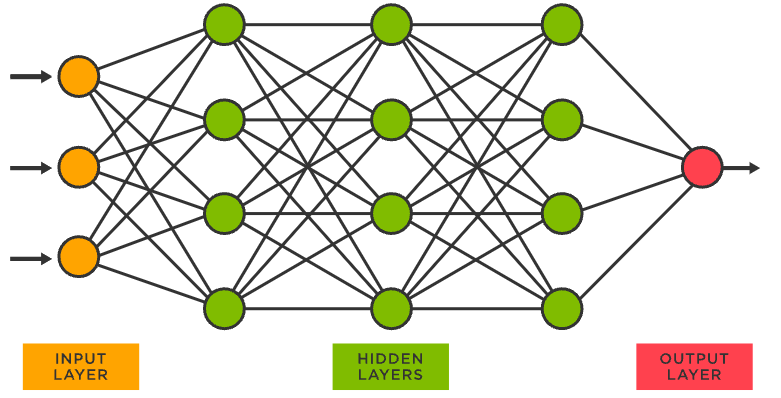 INPUT
LAYER
HIDDEN
LAYERS
OUTPUT
LAYER